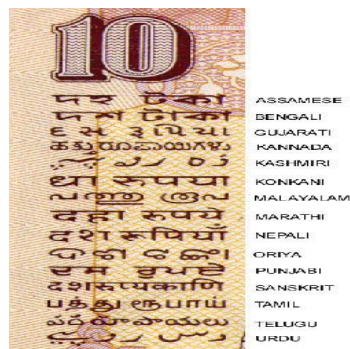 10
দহ টকা ASSAMESE
দশ টাকা BENGALI
દસ રૂપિયા GUJARATI
ಹತ್ತು ರೂಪಾಯಿಗಳು KANNADA
KASHMIRI
धा रुपया KONKANI
പത്തു രൂപ MALAYALAM
दहा रुपये MARATHI
दश रुपियाँ NEPALI
ଦଶ ଟଙ୍କା ORIYA
ਦਸ ਰੁਪਏ PUNJABI
दशरूप्यकाणि SANSKRIT
பத்து ரூபாய் TAMIL
పది రూపాయలు TELUGU
URDU